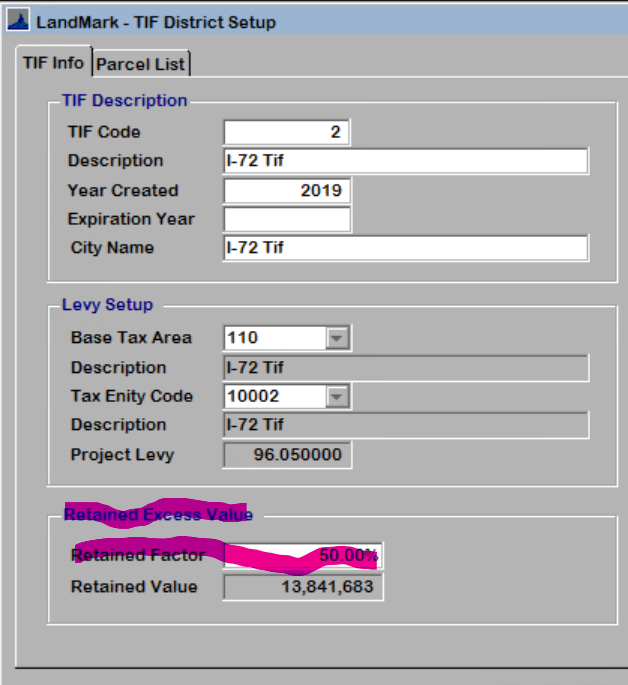 LandMark - TIF District Setup
TIF Info Parcel List
TIF Description
TIF Code 2
Description I-72 Tif
Year Created 2019
Expiration Year
City Name I-72 Tif
Levy Setup
Base Tax Area 110
Description I-72 Tif
Tax Enity Code 10002
Description I-72 Tif
Project Levy 96.050000
Retained Excess Value
Retained Factor 50.00%
Retained Value 13,841,683